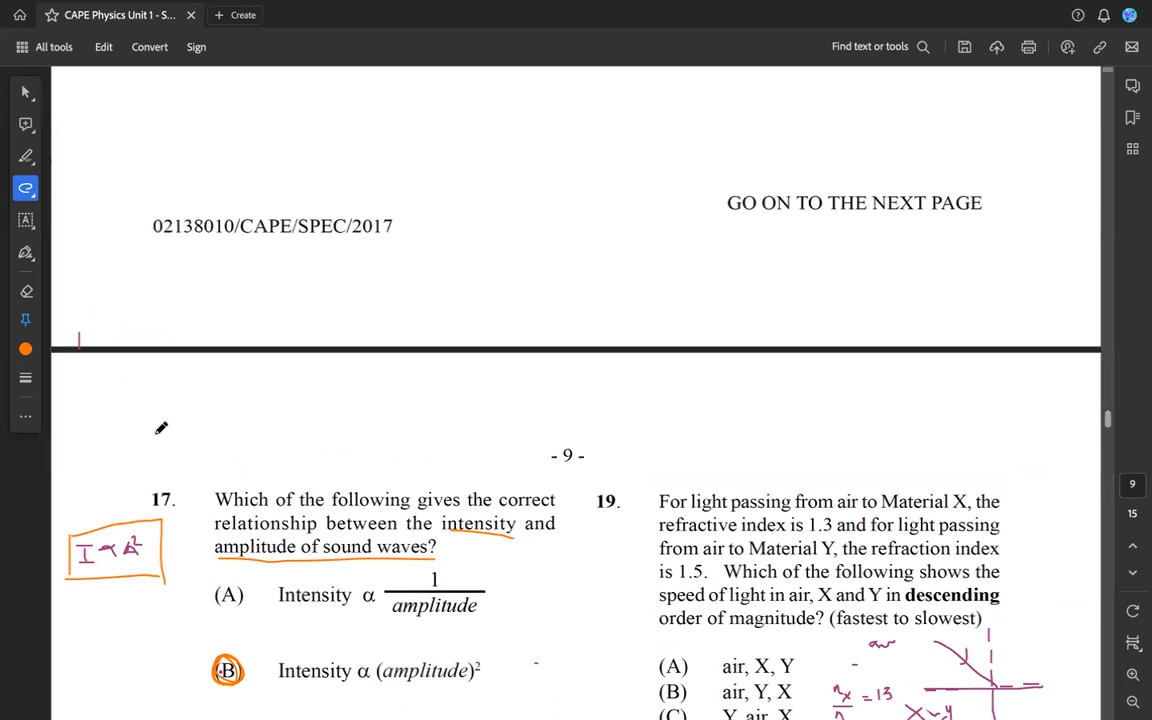 CAPE Physics Unit 1 - S...
Create
All tools
Edit
Convert
Sign
Find text or tools
GO ON TO THE NEXT PAGE
02138010/CAPE/SPEC/2017
- 9 -
17. Which of the following gives the correct
relationship between the intensity and
amplitude of sound waves?
I ∝ A²
(A) Intensity α 1/amplitude
(B) Intensity α (amplitude)²
19. For light passing from air to Material X, the
refractive index is 1.3 and for light passing
from air to Material Y, the refraction index
is 1.5. Which of the following shows the
speed of light in air, X and Y in descending
order of magnitude? (fastest to slowest)
air
(A) air, X, Y
(B) air, Y, X
9
15